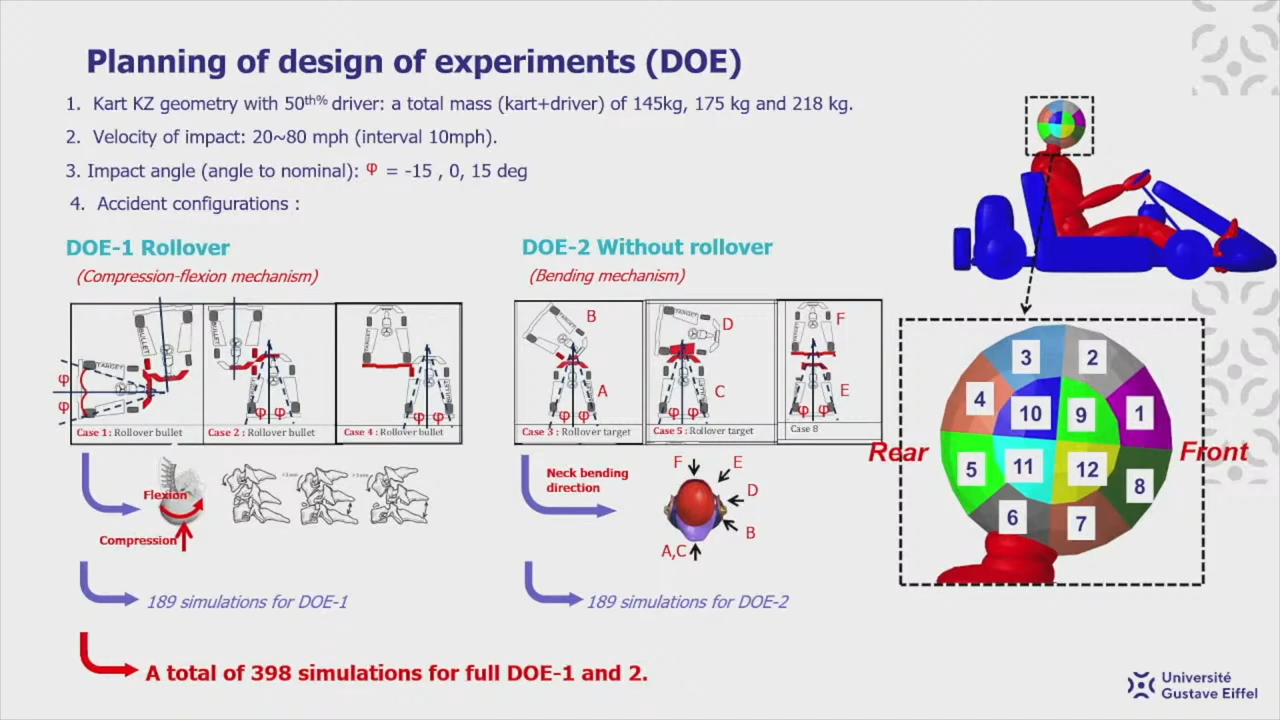 Planning of design of experiments (DOE)
1. Kart KZ geometry with 50th% driver: a total mass (kart+driver) of 145kg, 175 kg and 218 kg.
2. Velocity of impact: 20~80 mph (interval 10mph).
3. Impact angle (angle to nominal): φ = -15 , 0, 15 deg
4. Accident configurations :
DOE-1 Rollover
(Compression-flexion mechanism)
BULLET
TARGET
φ
φ
Case 1 : Rollover bullet
BULLET
φ φ
Case 2 : Rollover bullet
φ φ
Case 4 : Rollover bullet
Flexion
Compression
189 simulations for DOE-1
DOE-2 Without rollover
(Bending mechanism)
TARGET
B
A
φ φ
Case 3 : Rollover target
TARGET
D
C
φ φ
Case 5 : Rollover target
TARGET
F
E
φ φ
Case 8
Neck bending
direction
F
E
D
B
A,C
189 simulations for DOE-2
A total of 398 simulations for full DOE-1 and 2.
3
2
4
10
9
1
Rear
Front
5
11
12
8
6
7
Université
Gustave Eiffel